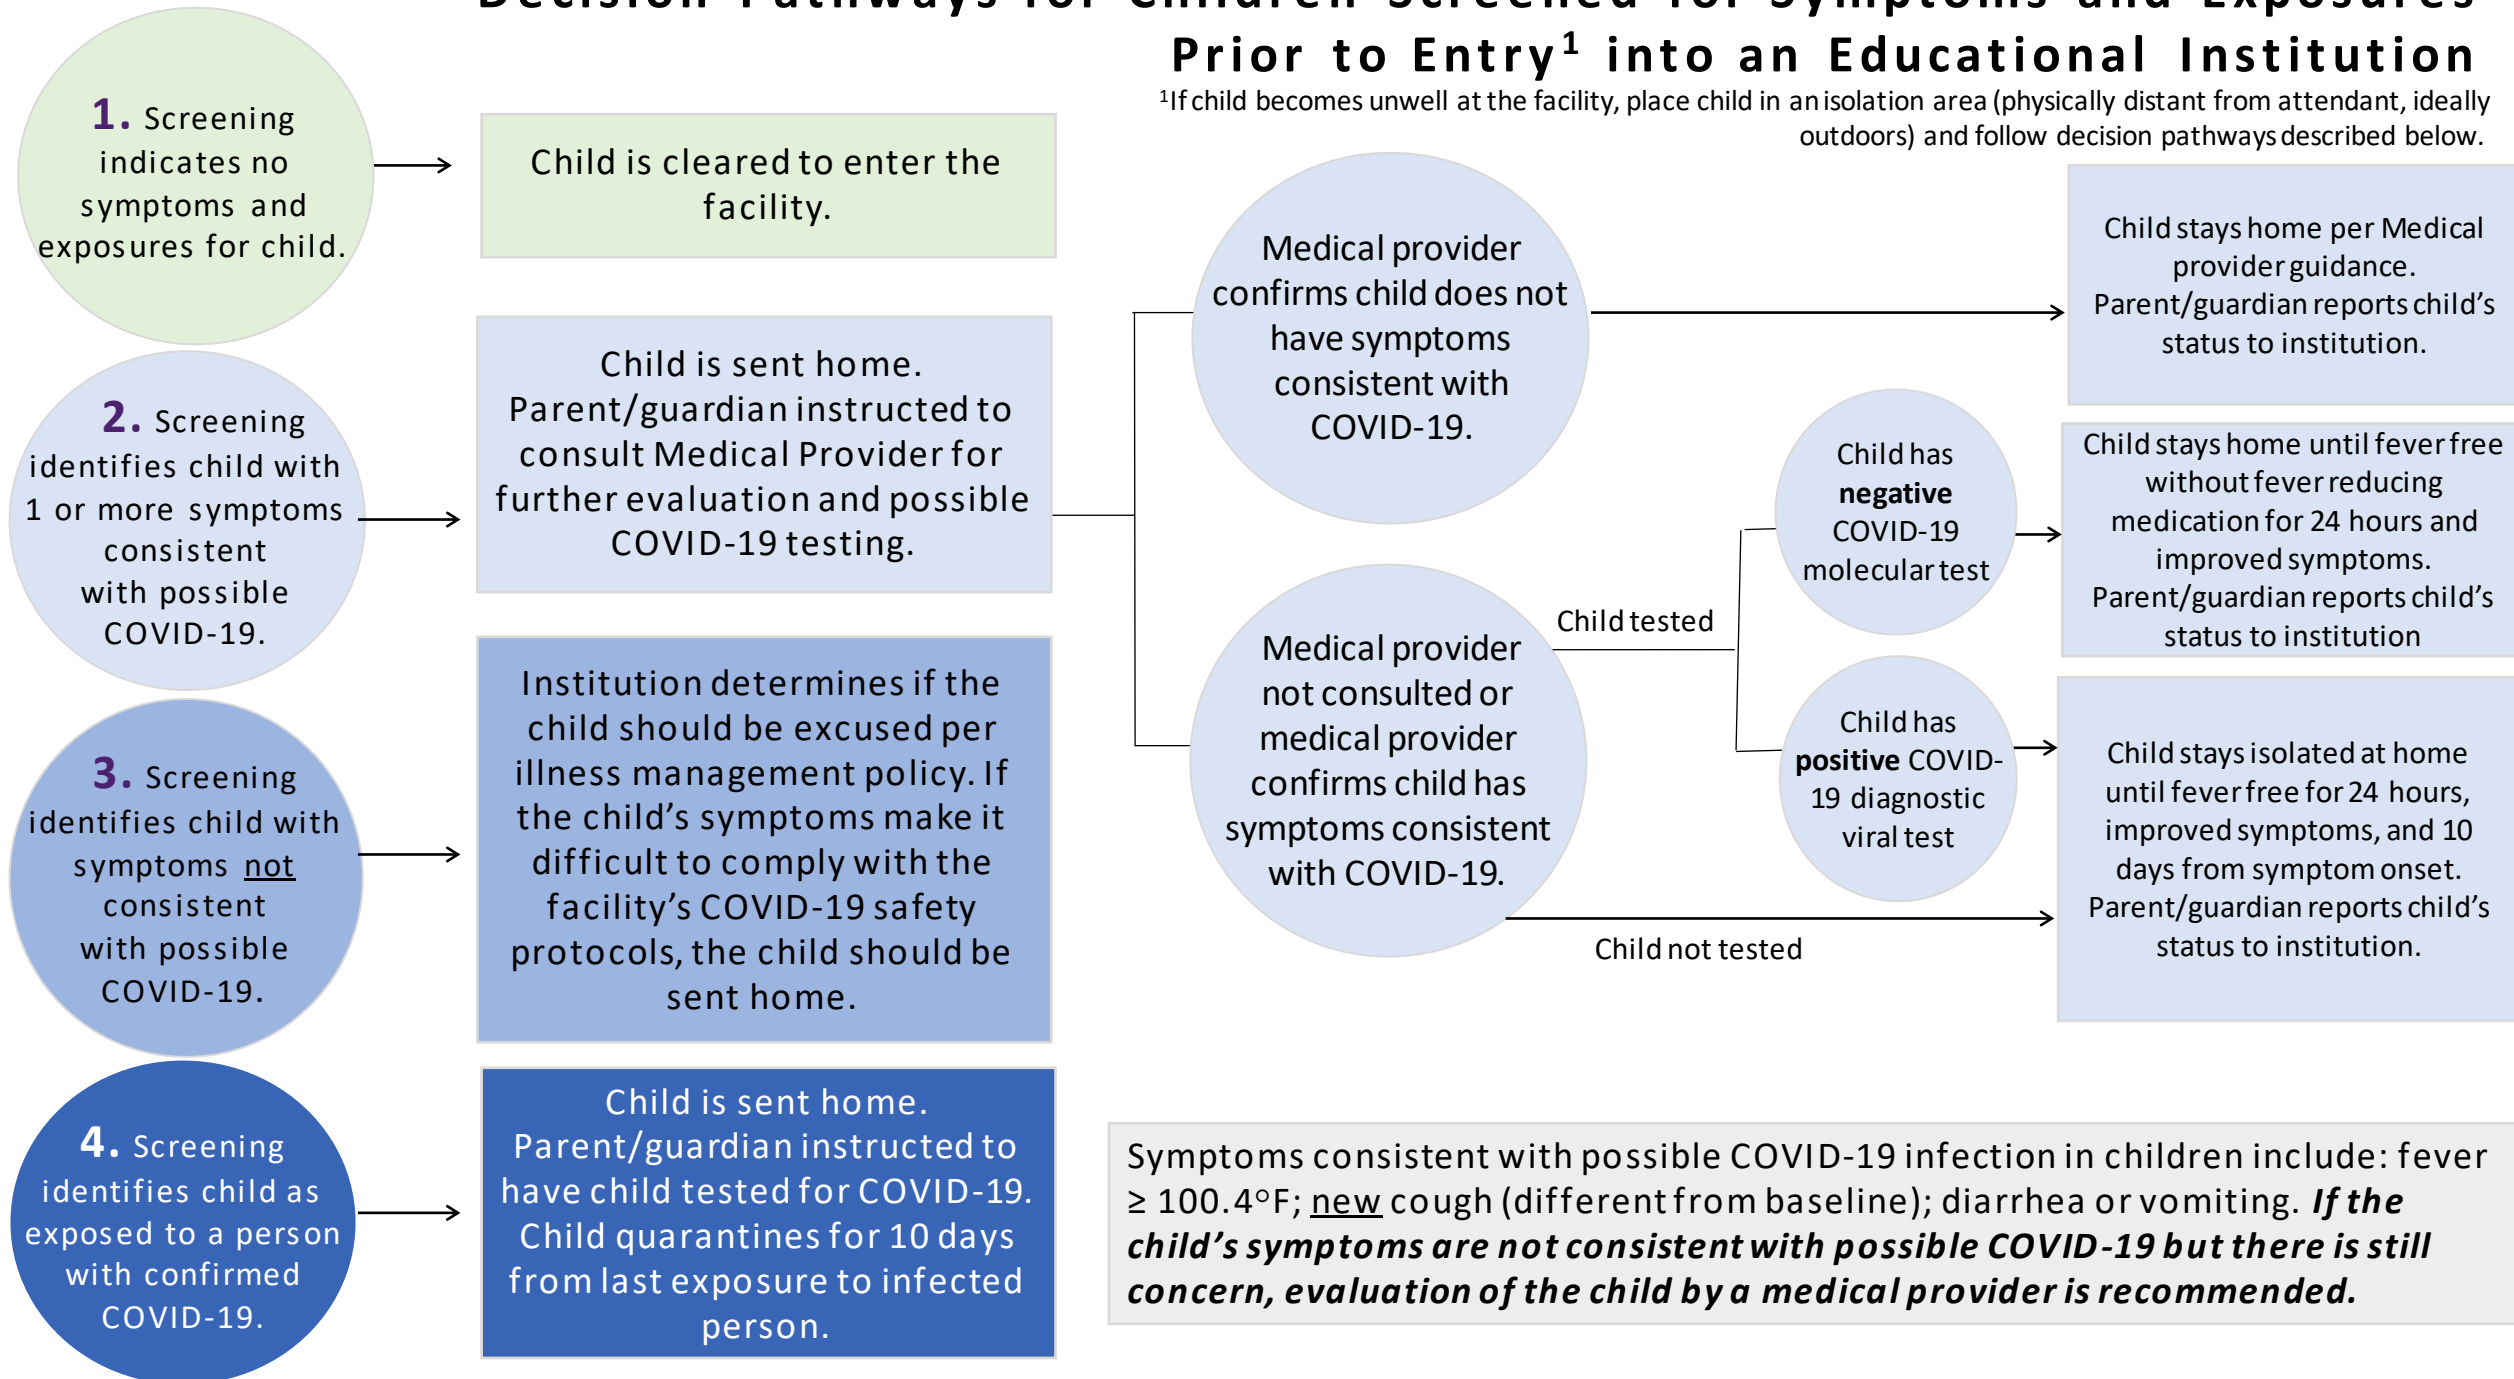 Decision Pathways for Children Screened for Symptoms and Exposures
Prior to Entry¹ into an Educational Institution
¹If child becomes unwell at the facility, place child in an isolation area (physically distant from attendant, ideally
outdoors) and follow decision pathways described below.
1. Screening
indicates no
symptoms and
exposures for child.
Child is cleared to enter the
facility.
2. Screening
identifies child with
1 or more symptoms
consistent
with possible
COVID-19.
Child is sent home.
Parent/guardian instructed to
consult Medical Provider for
further evaluation and possible
COVID-19 testing.
Medical provider
confirms child does not
have symptoms
consistent with
COVID-19.
Child stays home per Medical
provider guidance.
Parent/guardian reports child's
status to institution.
Medical provider
not consulted or
medical provider
confirms child has
symptoms consistent
with COVID-19.
Child tested
Child has
negative
COVID-19
molecular test
Child stays home until fever free
without fever reducing
medication for 24 hours and
improved symptoms.
Parent/guardian reports child's
status to institution
Child has
positive COVID-
19 diagnostic
viral test
Child not tested
Child stays isolated at home
until fever free for 24 hours,
improved symptoms, and 10
days from symptom onset.
Parent/guardian reports child's
status to institution.
3. Screening
identifies child with
symptoms not
consistent
with possible
COVID-19.
Institution determines if the
child should be excused per
illness management policy. If
the child's symptoms make it
difficult to comply with the
facility's COVID-19 safety
protocols, the child should be
sent home.
4. Screening
identifies child as
exposed to a person
with confirmed
COVID-19.
Child is sent home.
Parent/guardian instructed to
have child tested for COVID-19.
Child quarantines for 10 days
from last exposure to infected
person.
Symptoms consistent with possible COVID-19 infection in children include: fever
≥ 100.4°F; new cough (different from baseline); diarrhea or vomiting. If the
child's symptoms are not consistent with possible COVID-19 but there is still
concern, evaluation of the child by a medical provider is recommended.